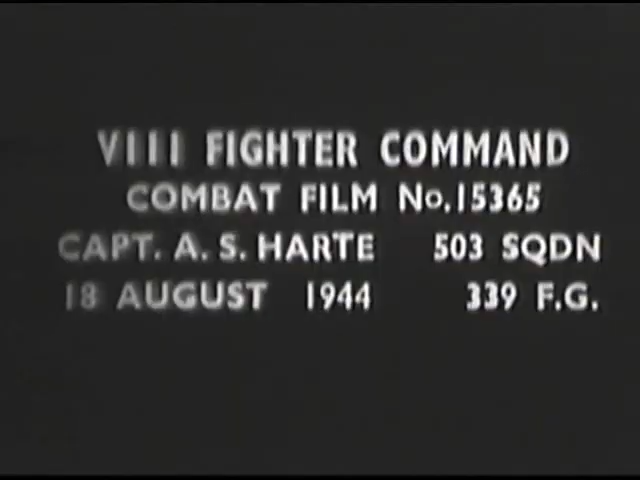 VIII FIGHTER COMMAND
COMBAT FILM No.15365
CAPT. A. S. HARTE 503 SQDN
18 AUGUST 1944 339 F.G.